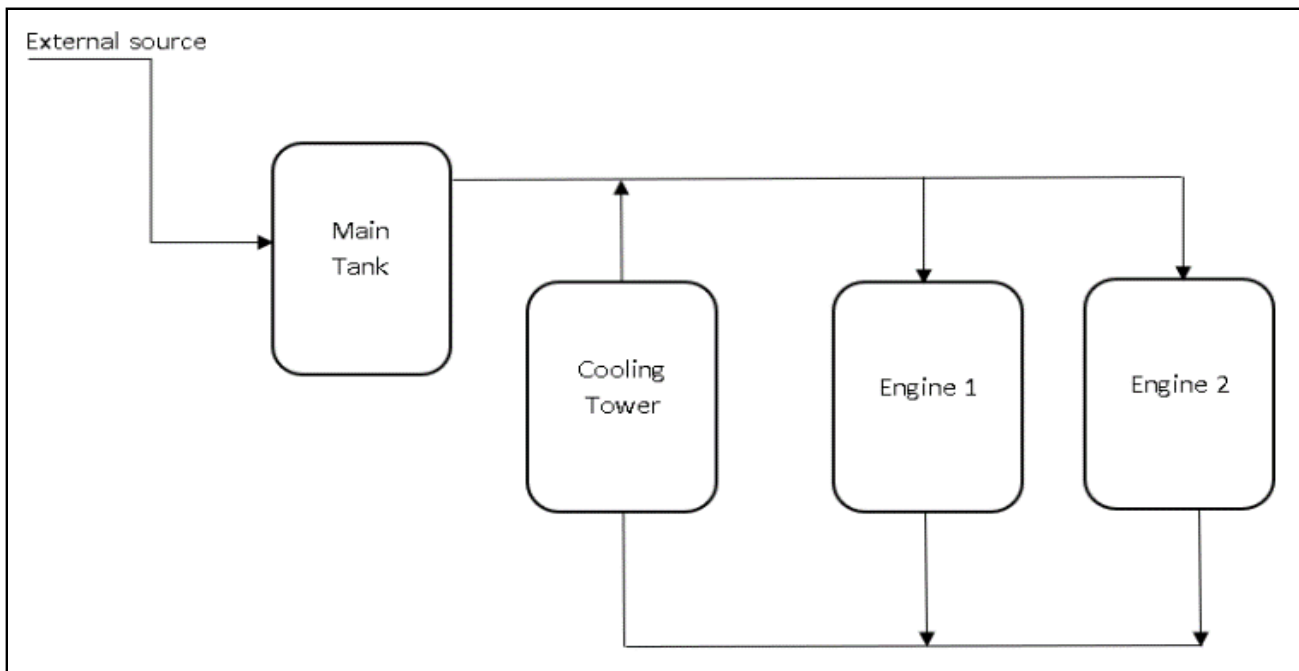 External source
Main
Tank
Cooling
Tower
Engine 1
Engine 2